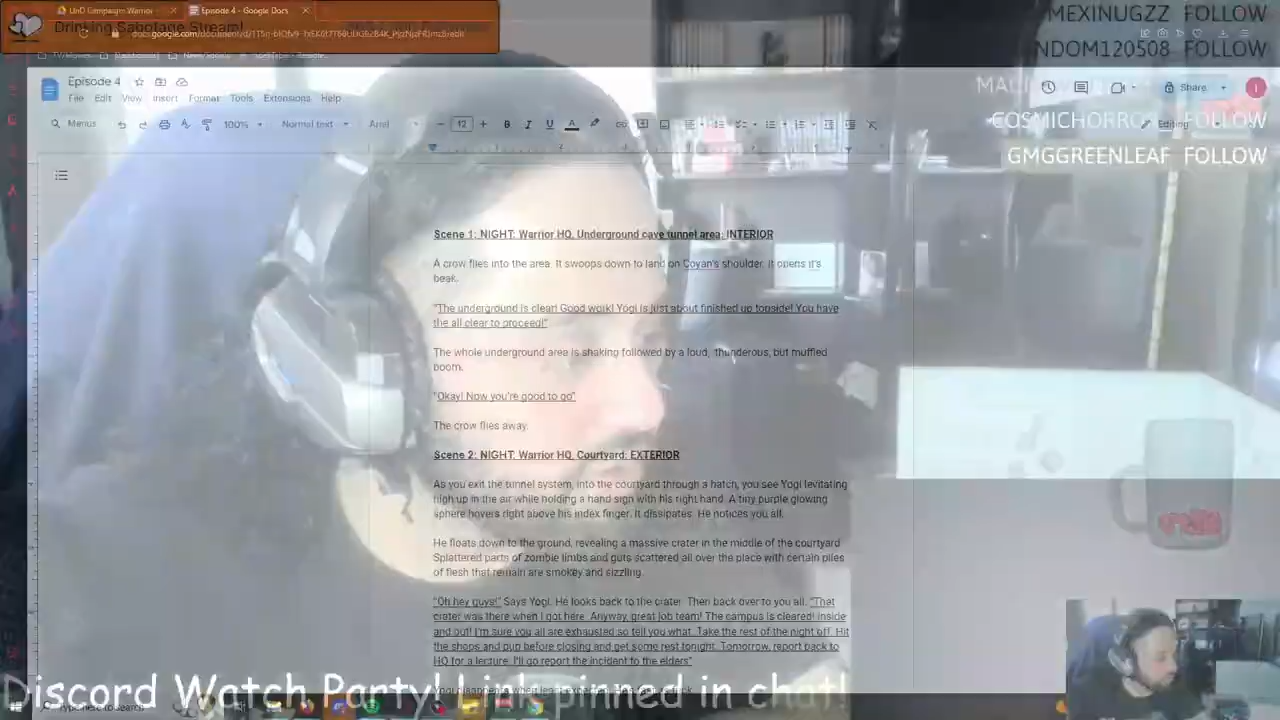 UnD Campaign Warrior
Episode 4 - Google Docs
Drinking Sabotage Stream!
MEXINUGZZ FOLLOW
NDOM120508 FOLLOW
FOLLOW
COSMICHORRO FOLLOW
GMGGREENLEAF FOLLOW
Episode 4
Share
File Edit View Insert Format Tools Extensions Help
Menus 100% Normal text Arial 12 Editing
Scene 1: NIGHT: Warrior HQ. Underground cave tunnel area: INTERIOR
A crow flies into the area. It swoops down to land on Coyan's shoulder. It opens it's
beak.
"The underground is clear! Good work! Yogi is just about finished up topside! You have
the all clear to proceed!"
The whole underground area is shaking followed by a loud, thunderous, but muffled
boom.
"Okay! Now you're good to go"
The crow flies away.
Scene 2: NIGHT: Warrior HQ. Courtyard: EXTERIOR
As you exit the tunnel system, into the courtyard through a hatch, you see Yogi levitating
high up in the air while holding a hand sign with his right hand. A tiny purple glowing
sphere hovers right above his index finger. It dissipates. He notices you all.
He floats down to the ground, revealing a massive crater in the middle of the courtyard
Splattered parts of zombie limbs and guts scattered all over the place with certain piles
of flesh that remain are smokey and sizzling.
"Oh hey guys!" Says Yogi. He looks back to the crater. Then back over to you all. "That
crater was there when I got here. Anyway, great job team! The campus is cleared! Inside
and out! I'm sure you all are exhausted so tell you what. Take the rest of the night off. Hit
the shops and pub before closing and get some rest tonight. Tomorrow, report back to
HQ for a lecture. I'll go report the incident to the elders"
Discord Watch Party! Link pinned in chat!
Type here to search